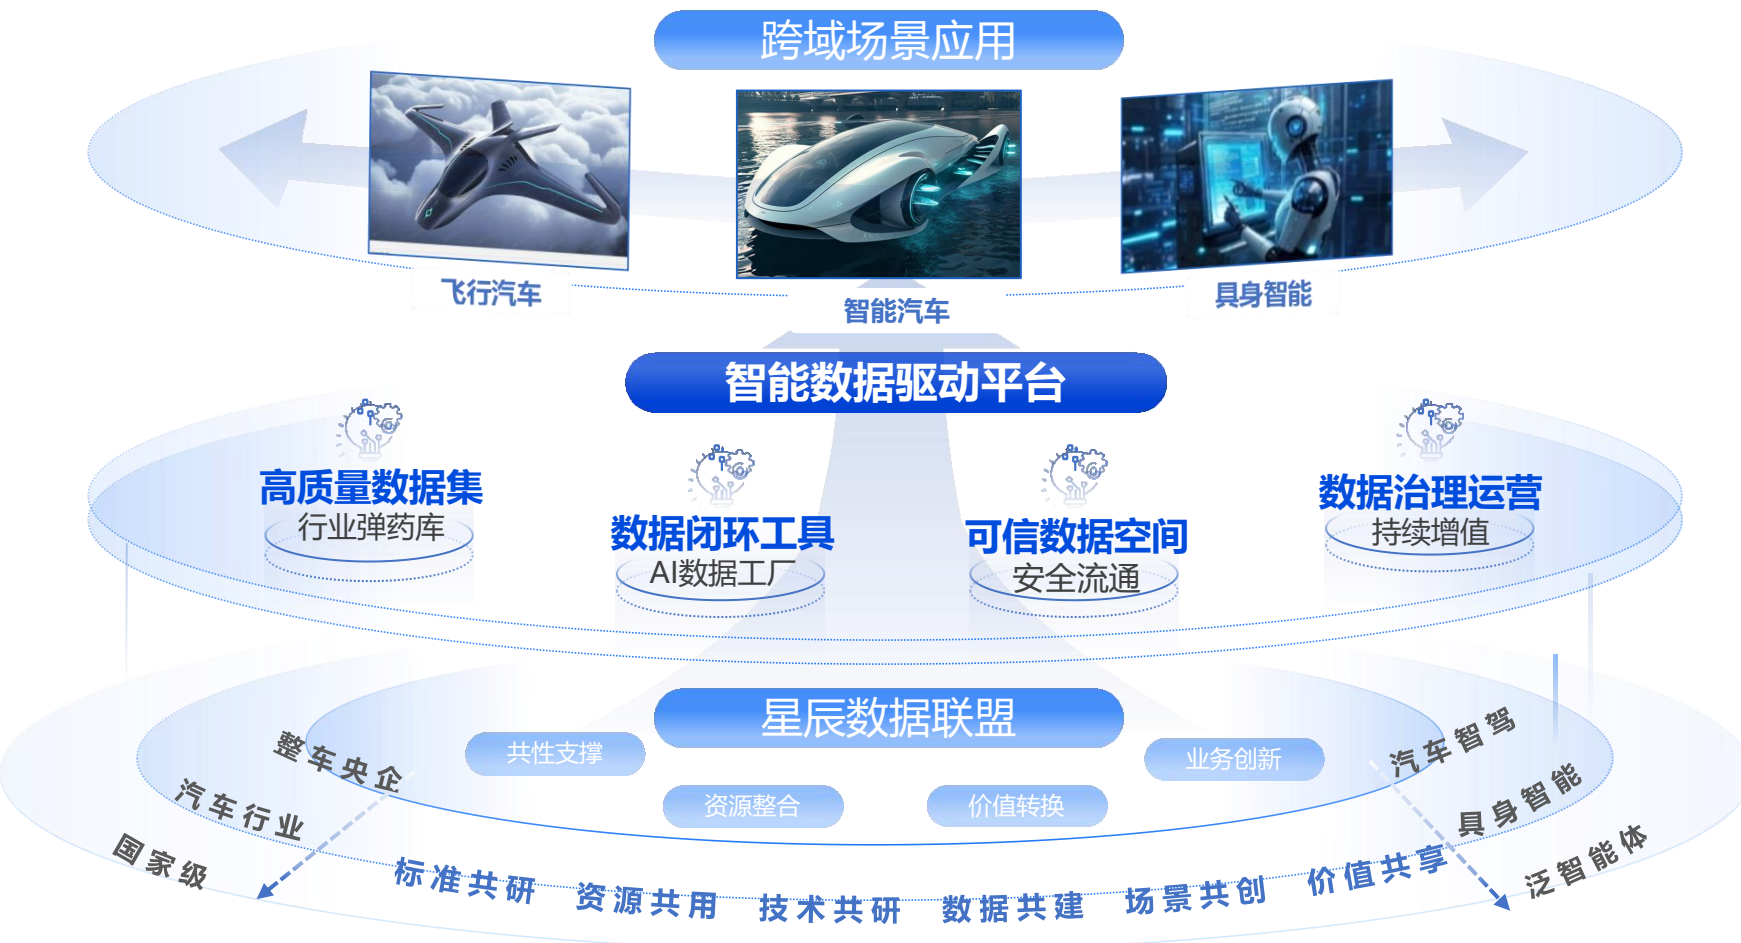 跨域场景应用
飞行汽车
智能汽车
具身智能
智能数据驱动平台
高质量数据集
行业弹药库
数据闭环工具
AI数据工厂
可信数据空间
安全流通
数据治理运营
持续增值
星辰数据联盟
共性支撑
资源整合
价值转换
业务创新
整车央企
汽车行业
国家级
汽车智驾
具身智能
泛智能体
标准共研 资源共用 技术共研 数据共建 场景共创 价值共享